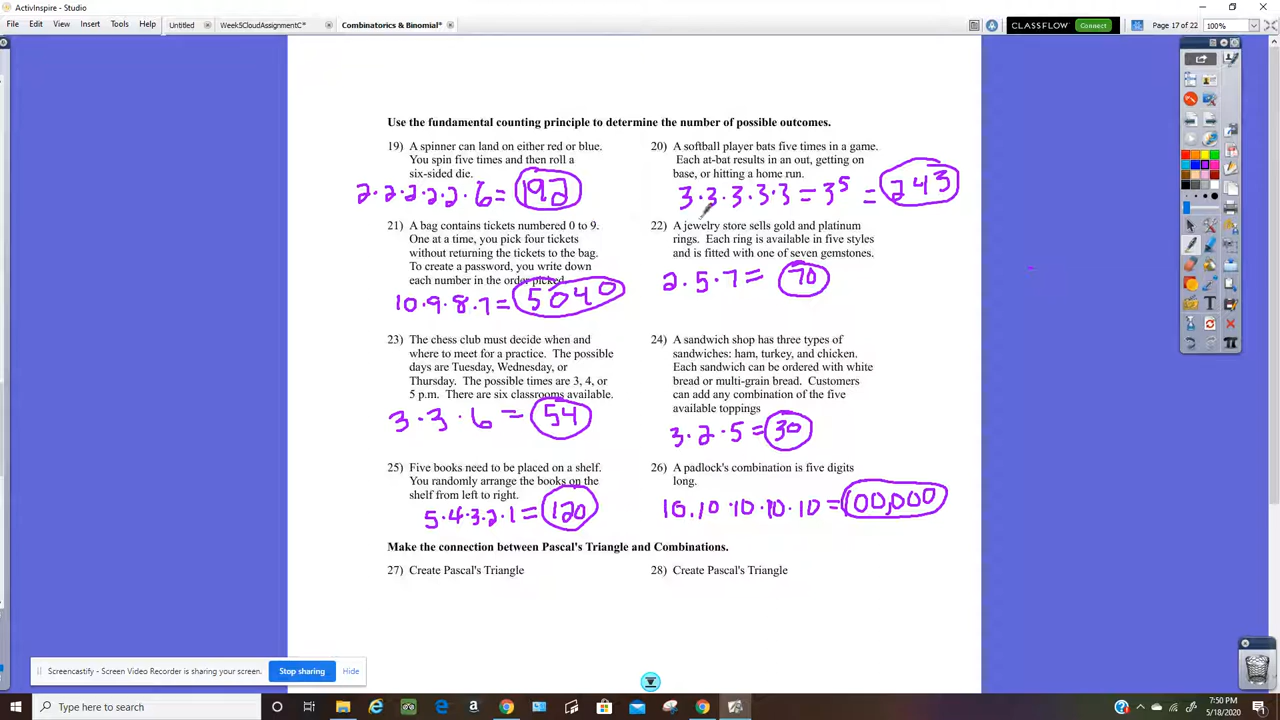 ActivInspire - Studio
File Edit View Insert Tools Help
Untitled Week5CloudAssignmentC* Combinatorics & Binomial*
CLASSFLOW Connect Page 17 of 22 100%
Use the fundamental counting principle to determine the number of possible outcomes.
19) A spinner can land on either red or blue.
You spin five times and then roll a
six-sided die.
2·2·2·2·2·6=192
20) A softball player bats five times in a game.
Each at-bat results in an out, getting on
base, or hitting a home run.
3·3·3·3·3=3⁵=243
21) A bag contains tickets numbered 0 to 9.
One at a time, you pick four tickets
without returning the tickets to the bag.
To create a password, you write down
each number in the order picked.
10·9·8·7=5040
22) A jewelry store sells gold and platinum
rings. Each ring is available in five styles
and is fitted with one of seven gemstones.
2·5·7=70
23) The chess club must decide when and
where to meet for a practice. The possible
days are Tuesday, Wednesday, or
Thursday. The possible times are 3, 4, or
5 p.m. There are six classrooms available.
3·3·6=54
24) A sandwich shop has three types of
sandwiches: ham, turkey, and chicken.
Each sandwich can be ordered with white
bread or multi-grain bread. Customers
can add any combination of the five
available toppings
3·2·5=30
25) Five books need to be placed on a shelf.
You randomly arrange the books on the
shelf from left to right.
5·4·3·2·1=120
26) A padlock's combination is five digits
long.
10·10·10·10·10=100,000
Make the connection between Pascal's Triangle and Combinations.
27) Create Pascal's Triangle
28) Create Pascal's Triangle
Screencastify - Screen Video Recorder is sharing your screen. Stop sharing Hide
Type here to search
7:50 PM
5/18/2020